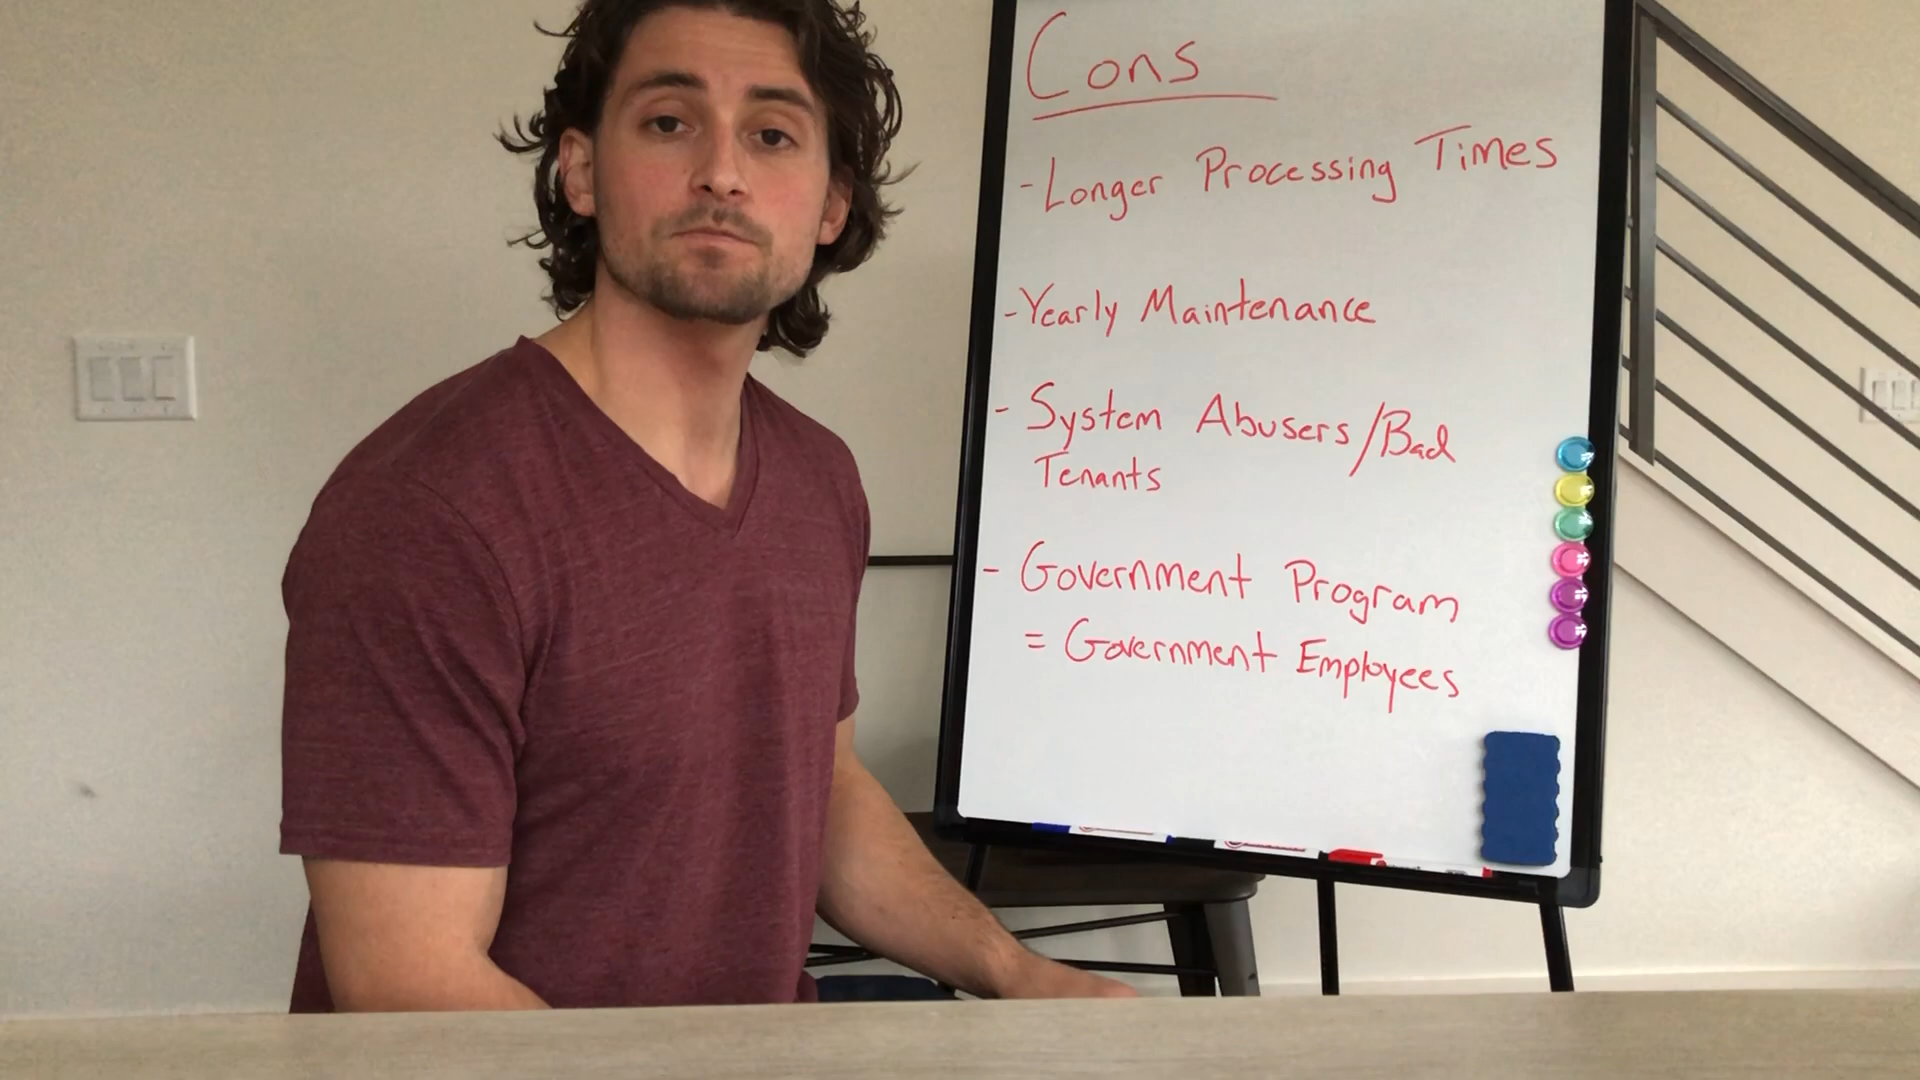 Cons
- Longer Processing Times
- Yearly Maintenance
- System Abusers/Bad
Tenants
- Government Program
= Government Employees